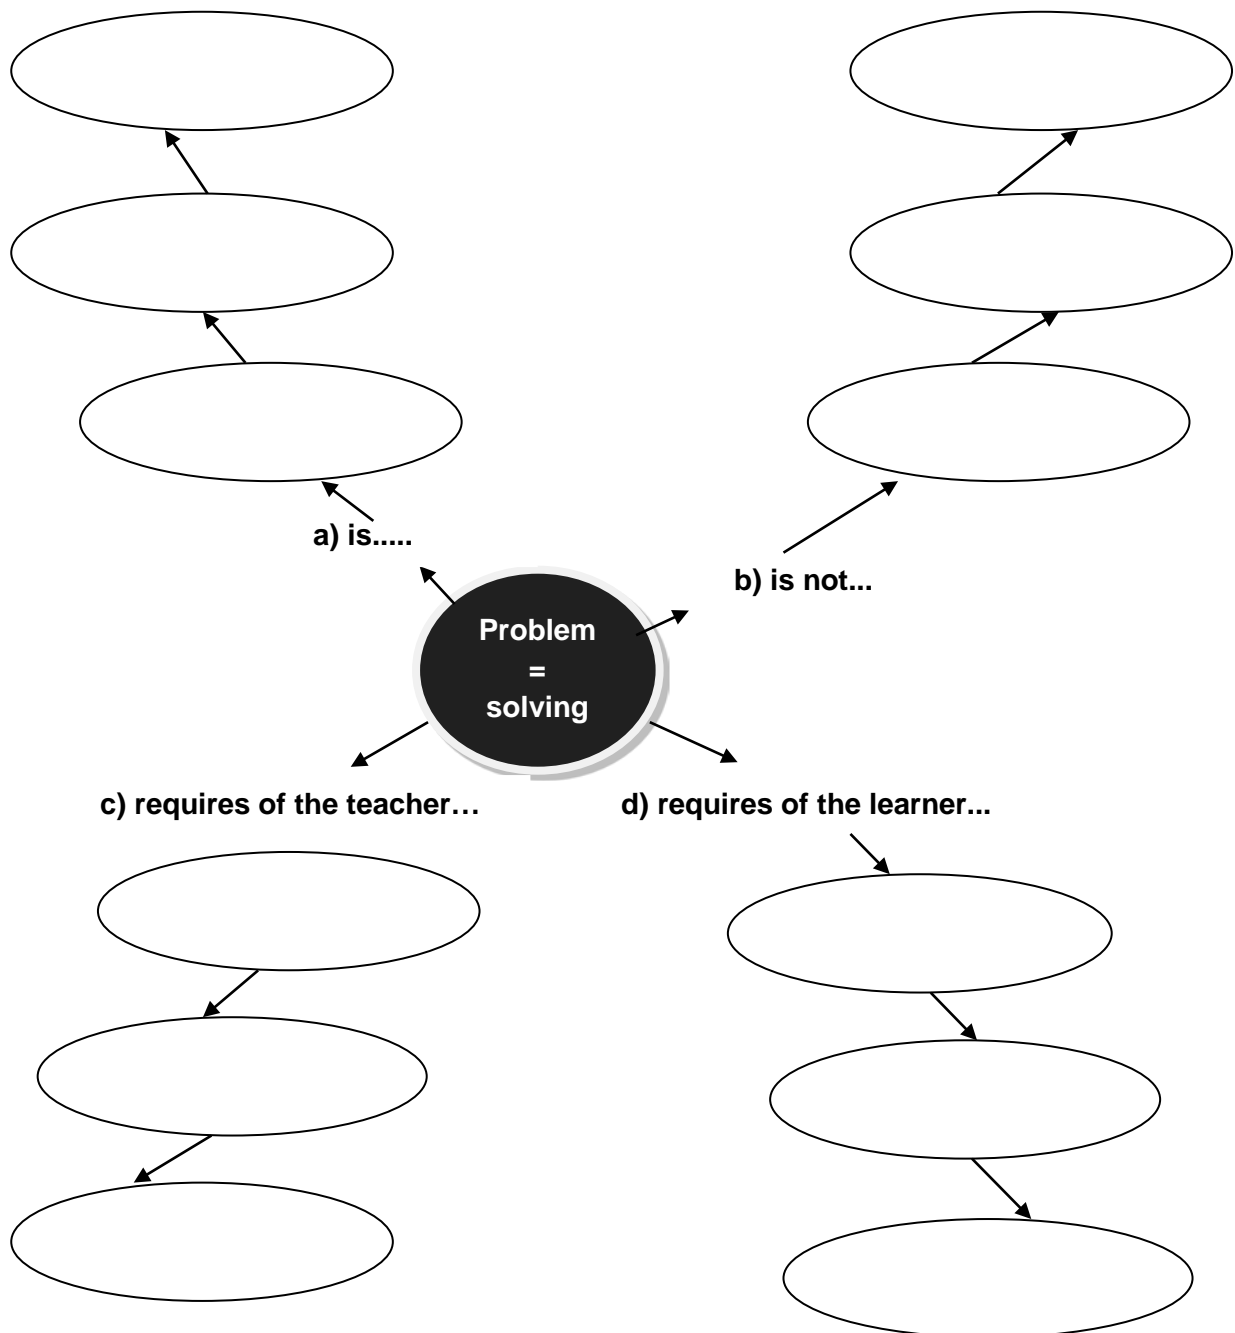 a) is.....
b) is not...
Problem
=
solving
c) requires of the teacher…
d) requires of the learner...